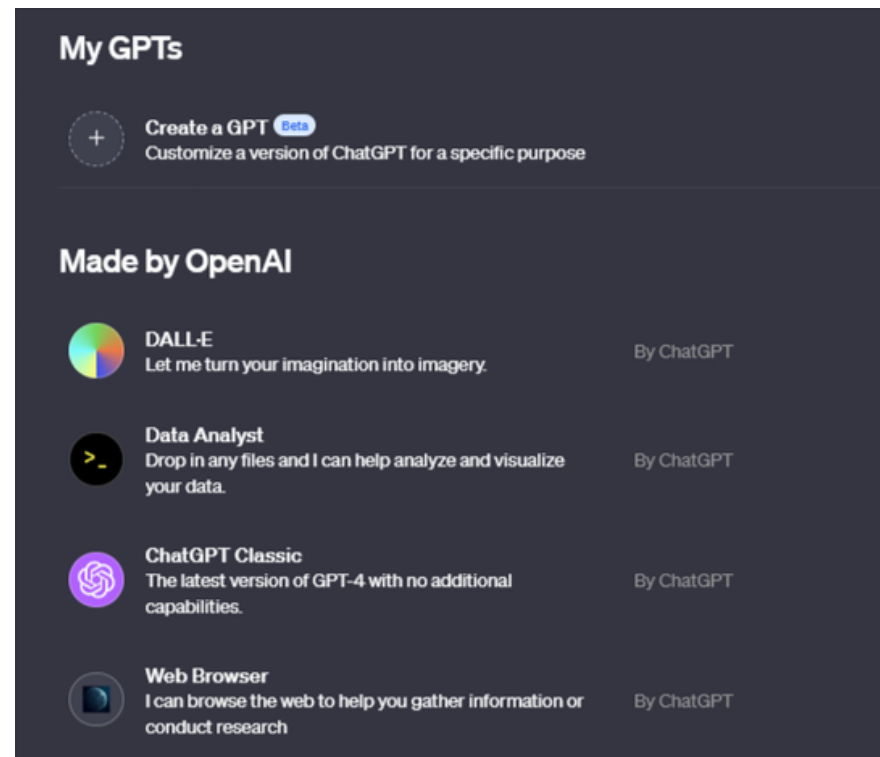 My GPTs
+
Create a GPT Beta
Customize a version of ChatGPT for a specific purpose
Made by OpenAI
DALL·E
Let me turn your imagination into imagery.
By ChatGPT
Data Analyst
>_
Drop in any files and I can help analyze and visualize
your data.
By ChatGPT
ChatGPT Classic
The latest version of GPT-4 with no additional
capabilities.
By ChatGPT
Web Browser
I can browse the web to help you gather information or
conduct research
By ChatGPT